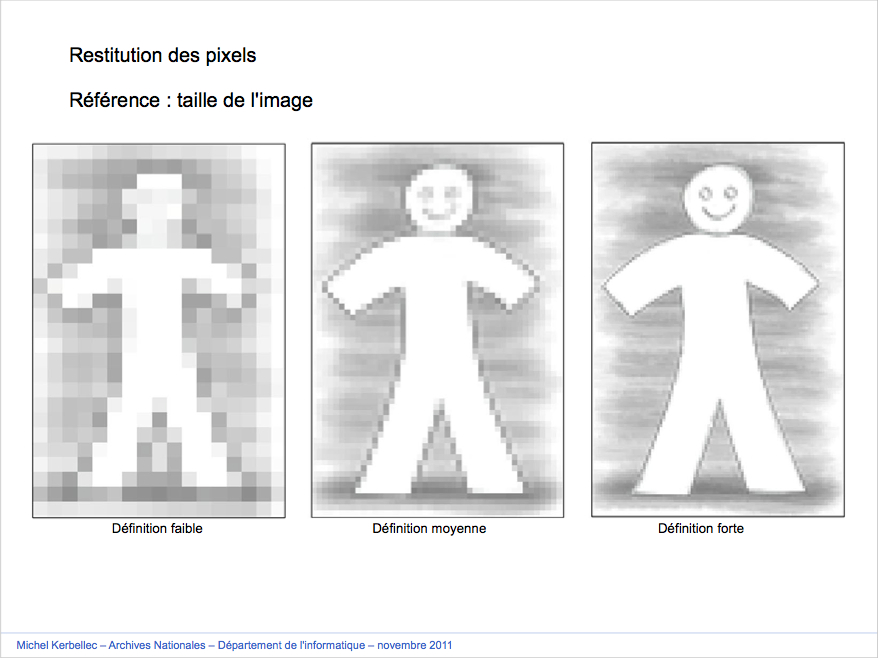 Restitution des pixels
Référence : taille de l'image
Définition faible
Définition moyenne
Définition forte
Michel Kerbellec – Archives Nationales – Département de l'informatique – novembre 2011